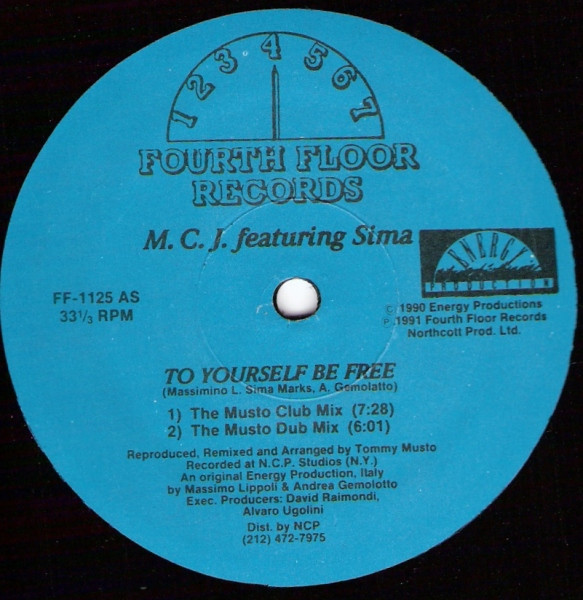 1 2 3 4 5 6 7
FOURTH FLOOR
RECORDS
M. C. J. featuring Sima
ENERGY
PRODUCTION
FF-1125 AS
33⅓ RPM
© 1990 Energy Productions
℗ 1991 Fourth Floor Records
Northcott Prod. Ltd.
TO YOURSELF BE FREE
(Massimino L. Sima Marks, A. Gemolatto)
1) The Musto Club Mix (7:28)
2) The Musto Dub Mix (6:01)
Reproduced, Remixed and Arranged by Tommy Musto
Recorded at N.C.P. Studios (N.Y.)
An original Energy Production, Italy
by Massimo Lippoli & Andrea Gemolotto
Exec. Producers: David Raimondi,
Alvaro Ugolini
Dist. by NCP
(212) 472-7975